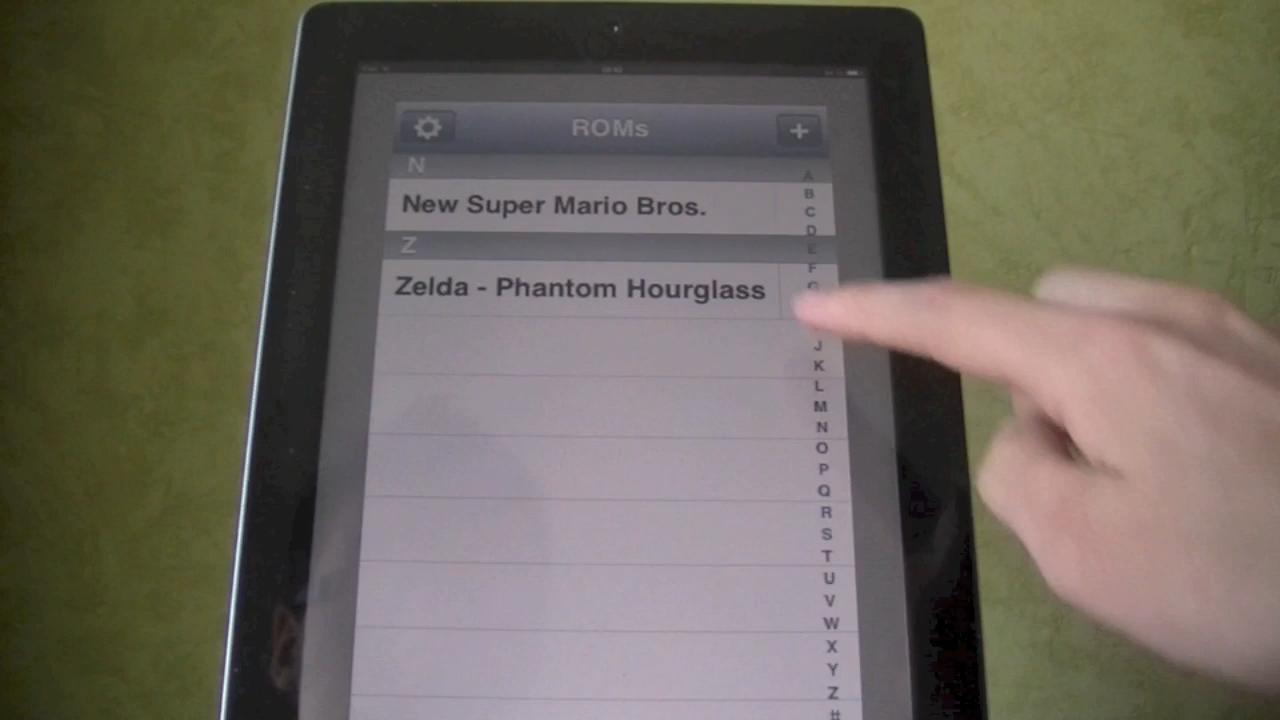 ROMs
+
N
New Super Mario Bros.
Z
Zelda - Phantom Hourglass
A
B
C
D
E
F
G
J
K
L
M
N
O
P
Q
R
S
T
U
V
W
X
Y
Z
#